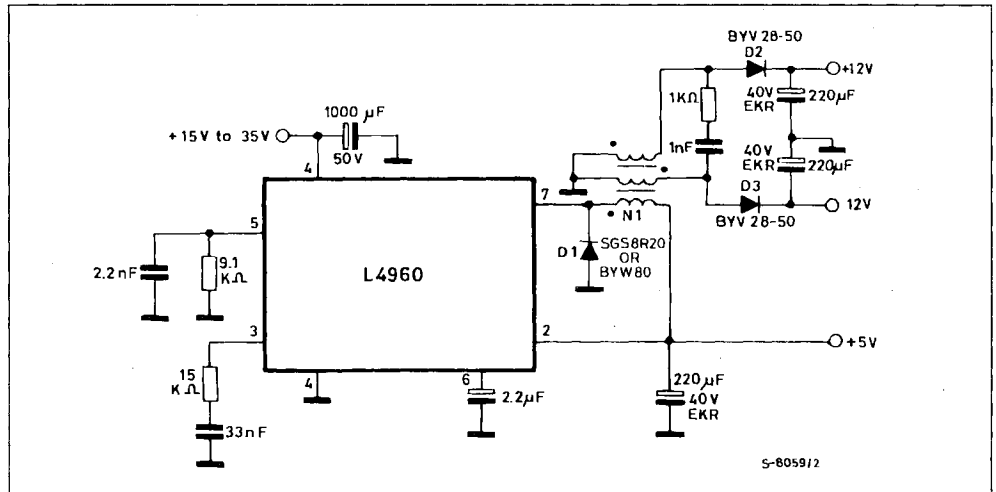 BYV 28-50
D2
+12V
1KΩ
40V
EKR
220µF
1000 µF
+15V to 35V
50V
1nF
40V
EKR
220µF
4
7
D3
12V
N1
BYV 28-50
5
D1
SGS8R20
OR
BYW80
2.2nF
9.1
KΩ
L4960
3
2
+5V
15
KΩ
4
6
2.2µF
220µF
40V
EKR
33nF
S-8059/2